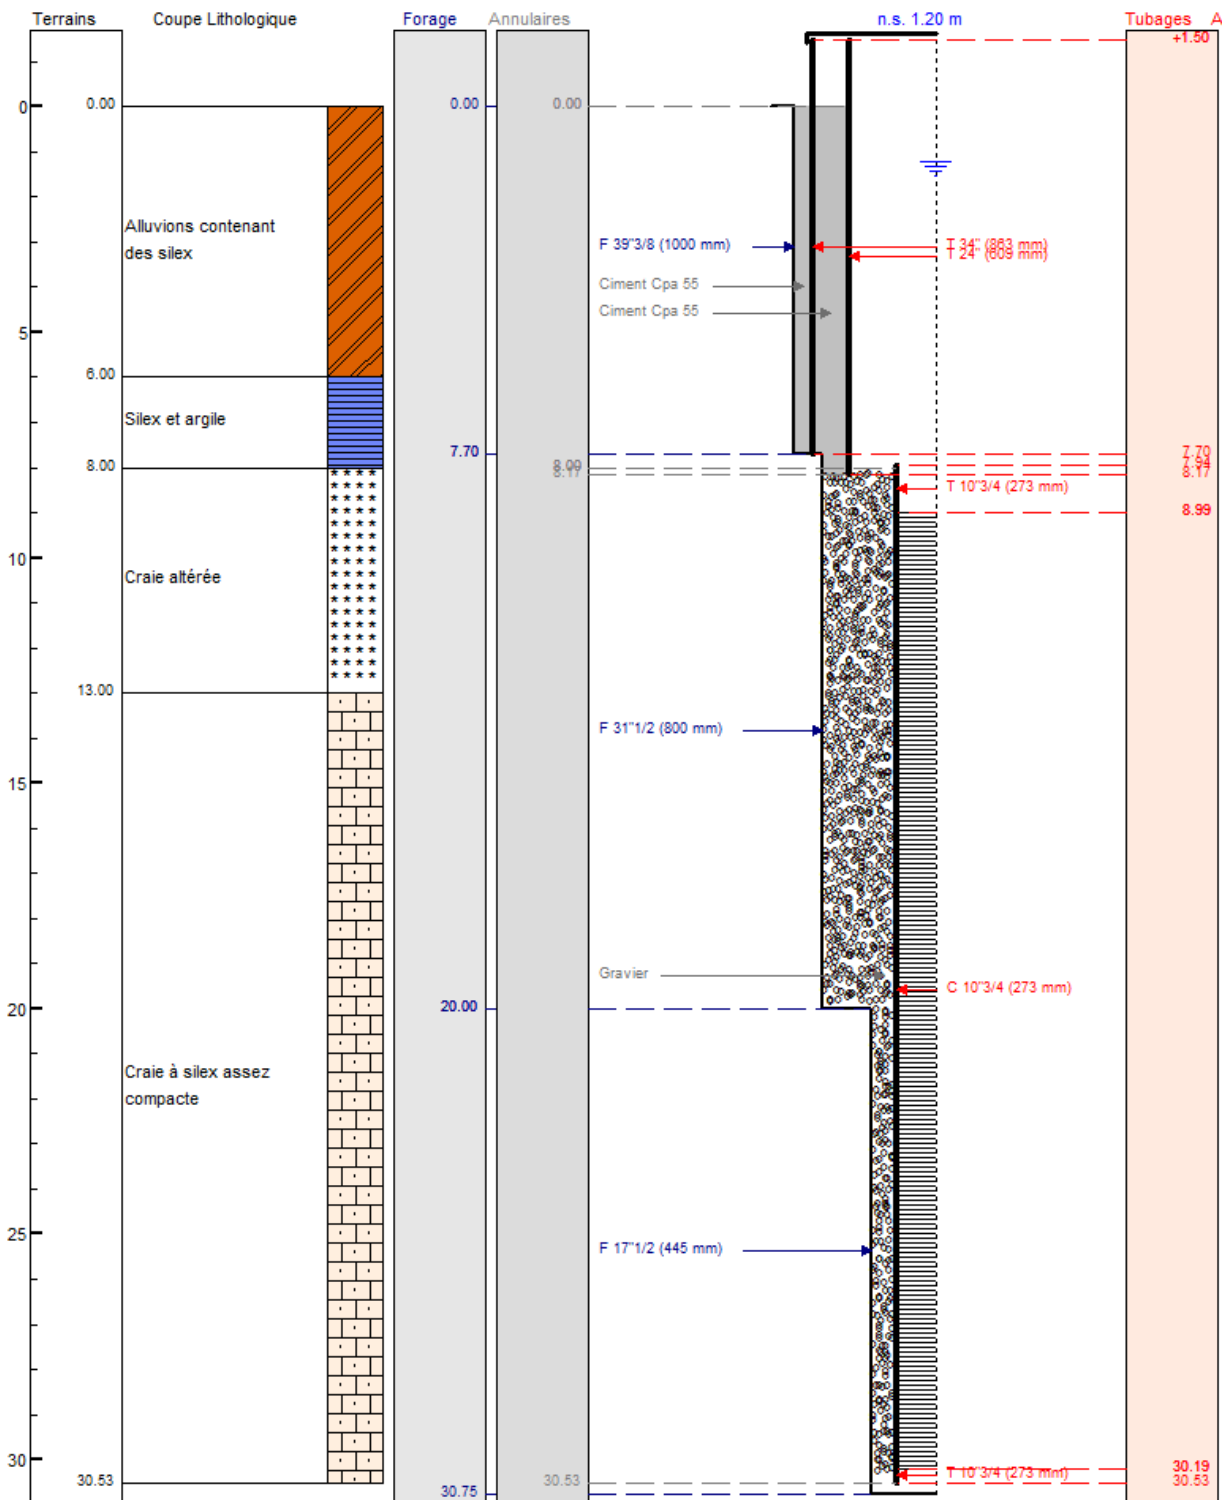 Terrains Coupe Lithologique Forage Annulaires n.s. 1.20 m Tubages A
+1.50
0 0.00 0.00 0.00
Alluvions contenant
des silex
F 39"3/8 (1000 mm) T 34" (863 mm)
T 24" (609 mm)
Ciment Cpa 55
Ciment Cpa 55
5
6.00
Silex et argile
7.70 7.70
8.00 8.00 7.94
8.17 8.17
T 10"3/4 (273 mm)
8.99
10
Craie altérée
13.00
F 31"1/2 (800 mm)
15
Gravier C 10"3/4 (273 mm)
20 20.00
Craie à silex assez
compacte
25
F 17"1/2 (445 mm)
30 30.19
T 10"3/4 (273 mm)
30.53 30.53 30.53
30.75